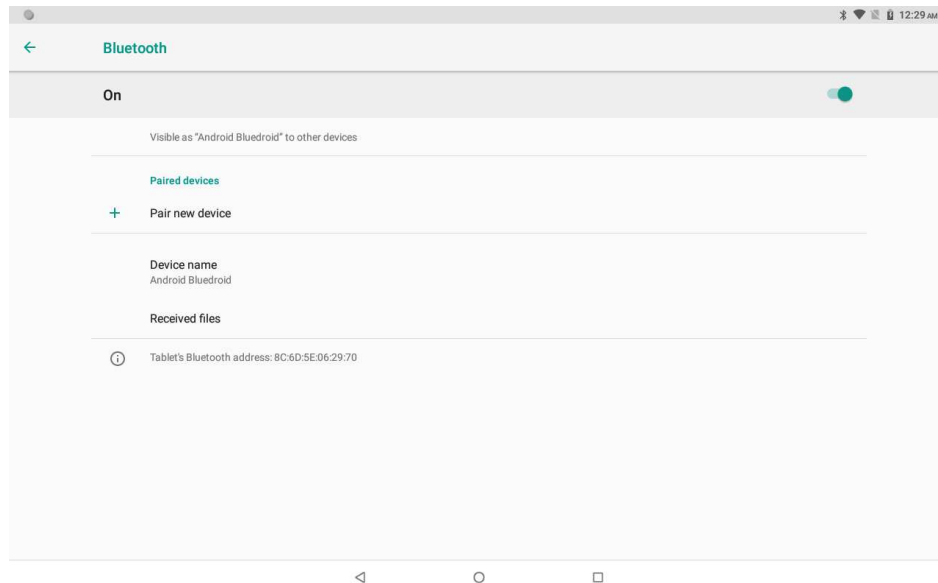 12:29 AM
Bluetooth
On
Visible as "Android Bluedroid" to other devices
Paired devices
+ Pair new device
Device name
Android Bluedroid
Received files
Tablet's Bluetooth address: 8C:6D:5E:06:29:70